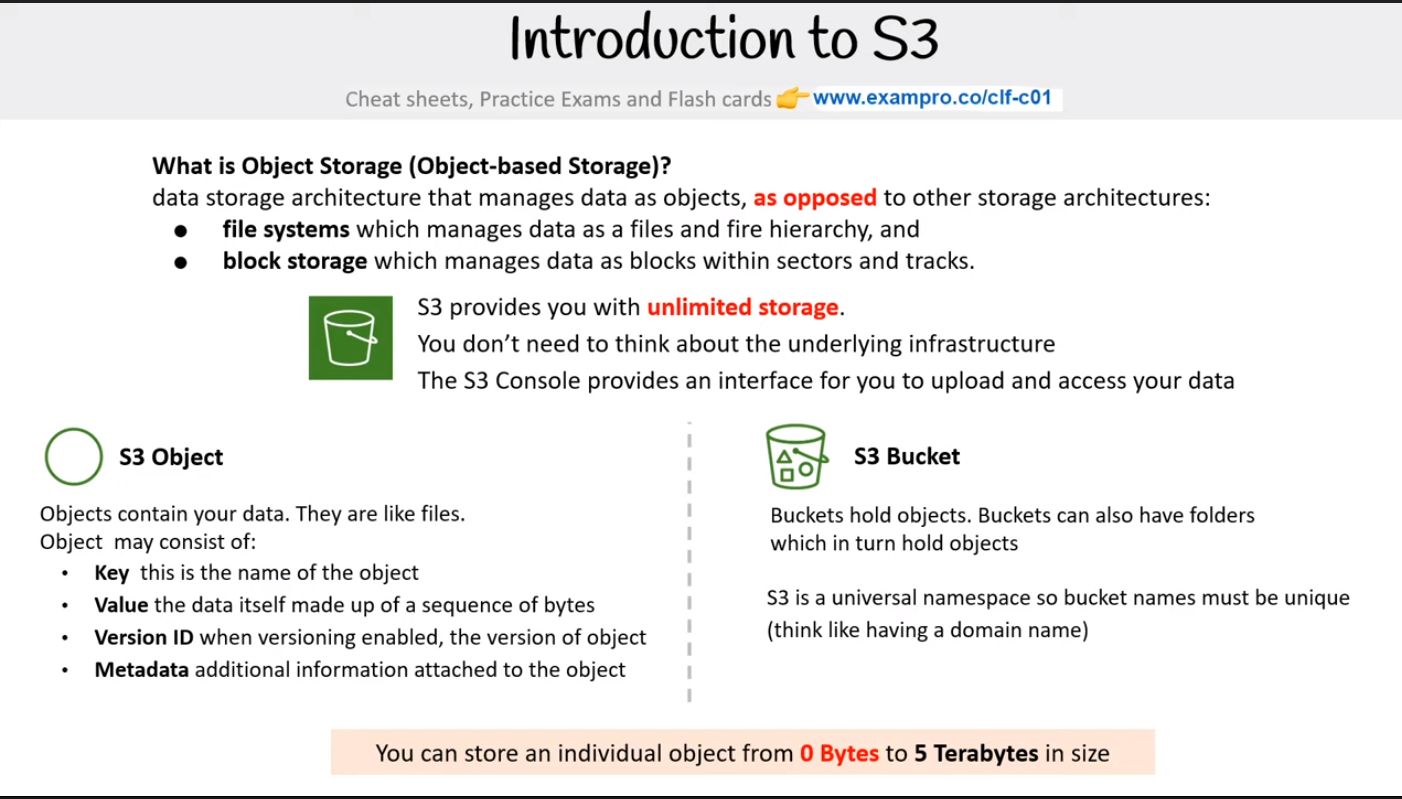 Introduction to S3
Cheat sheets, Practice Exams and Flash cards 👉 www.exampro.co/clf-c01
What is Object Storage (Object-based Storage)?
data storage architecture that manages data as objects, as opposed to other storage architectures:
● file systems which manages data as a files and fire hierarchy, and
● block storage which manages data as blocks within sectors and tracks.
S3 provides you with unlimited storage.
You don’t need to think about the underlying infrastructure
The S3 Console provides an interface for you to upload and access your data
S3 Object
Objects contain your data. They are like files.
Object may consist of:
• Key this is the name of the object
• Value the data itself made up of a sequence of bytes
• Version ID when versioning enabled, the version of object
• Metadata additional information attached to the object
S3 Bucket
Buckets hold objects. Buckets can also have folders
which in turn hold objects
S3 is a universal namespace so bucket names must be unique
(think like having a domain name)
You can store an individual object from 0 Bytes to 5 Terabytes in size